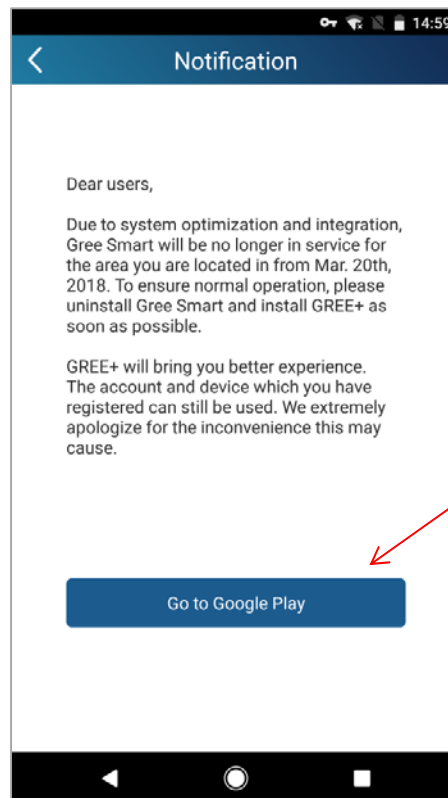 14:59
Notification
Dear users,
Due to system optimization and integration,
Gree Smart will be no longer in service for
the area you are located in from Mar. 20th,
2018. To ensure normal operation, please
uninstall Gree Smart and install GREE+ as
soon as possible.
GREE+ will bring you better experience.
The account and device which you have
registered can still be used. We extremely
apologize for the inconvenience this may
cause.
Go to Google Play